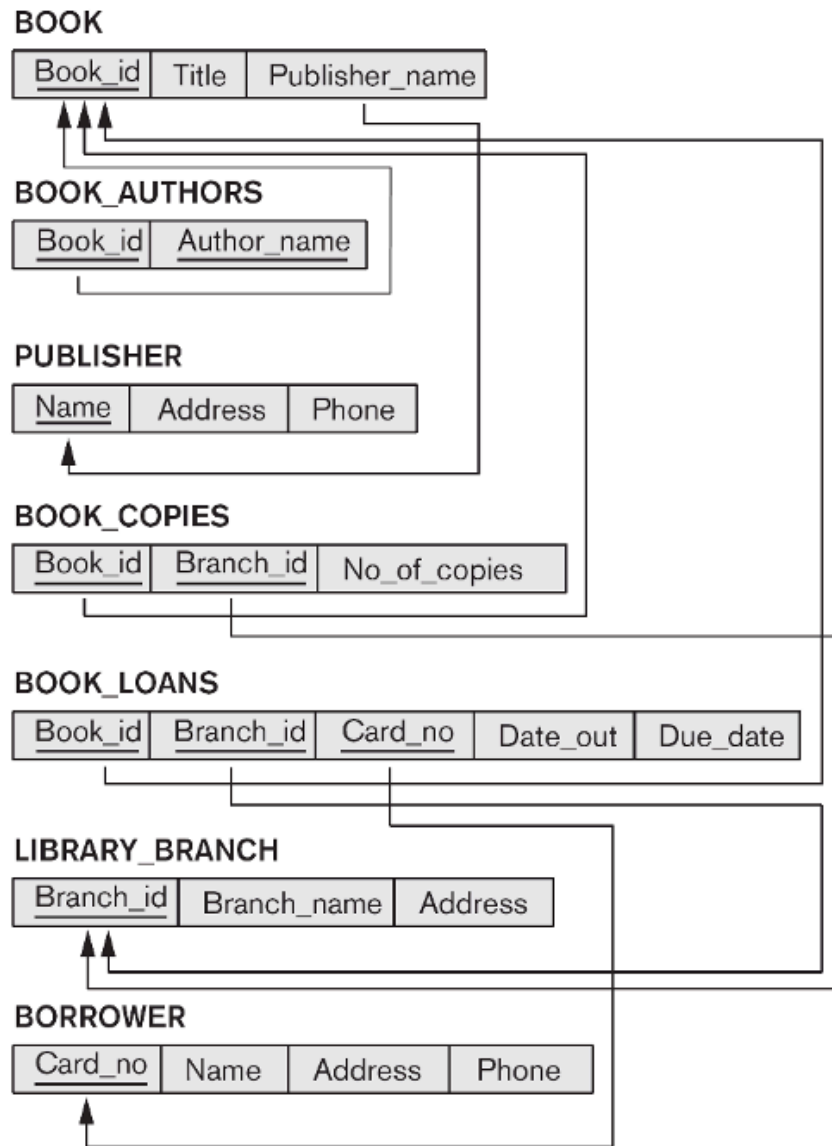 BOOK
Book_id Title Publisher_name
BOOK_AUTHORS
Book_id Author_name
PUBLISHER
Name Address Phone
BOOK_COPIES
Book_id Branch_id No_of_copies
BOOK_LOANS
Book_id Branch_id Card_no Date_out Due_date
LIBRARY_BRANCH
Branch_id Branch_name Address
BORROWER
Card_no Name Address Phone